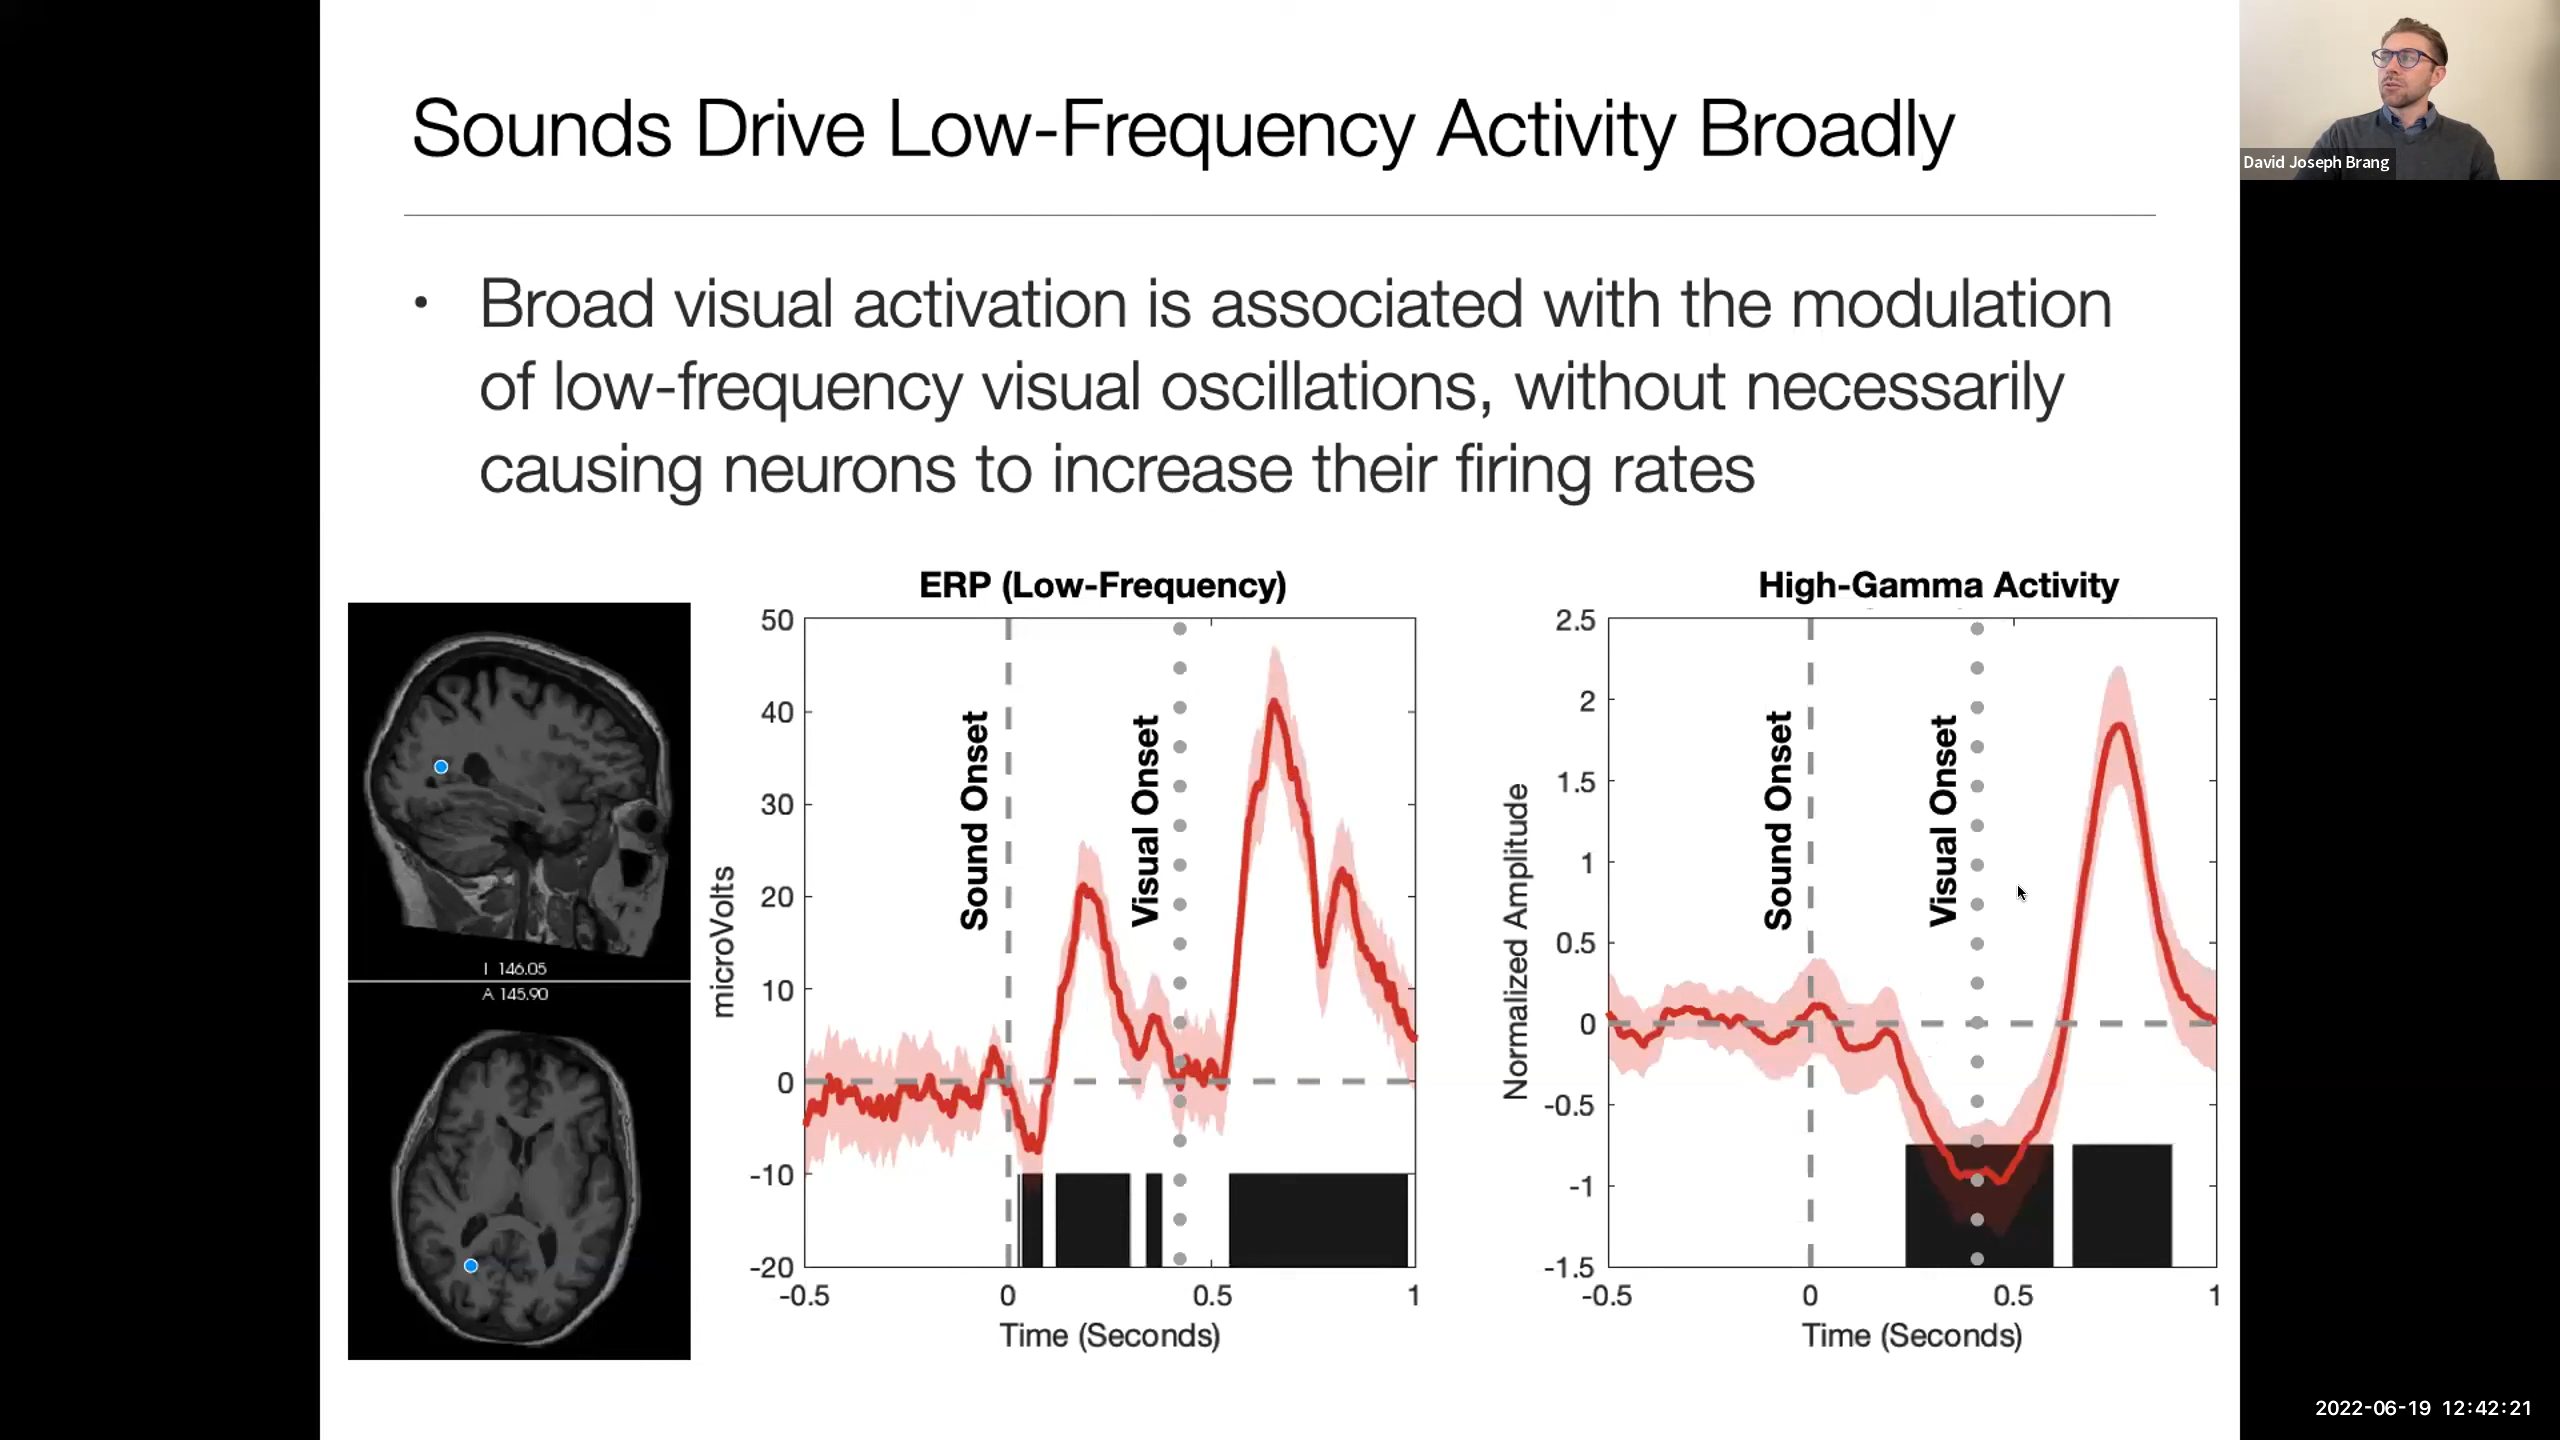 Sounds Drive Low-Frequency Activity Broadly
David Joseph Brang
• Broad visual activation is associated with the modulation
of low-frequency visual oscillations, without necessarily
causing neurons to increase their firing rates
I 146.05
A 145.90
ERP (Low-Frequency)
microVolts
50
40
30
20
10
0
-10
-20
Sound Onset
Visual Onset
-0.5 0 0.5 1
Time (Seconds)
High-Gamma Activity
Normalized Amplitude
2.5
2
1.5
1
0.5
0
-0.5
-1
-1.5
Sound Onset
Visual Onset
-0.5 0 0.5 1
Time (Seconds)
2022-06-19 12:42:21